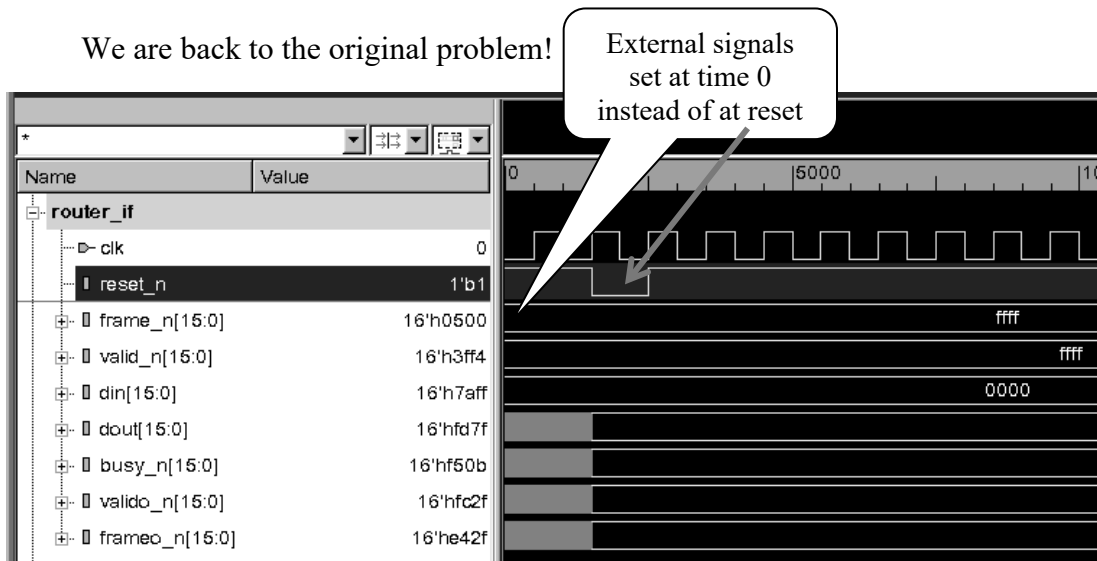 We are back to the original problem!
External signals
set at time 0
instead of at reset
*
Name Value
0 5000 10
router_if
clk 0
reset_n 1'b1
frame_n[15:0] 16'h0500 ffff
valid_n[15:0] 16'h3ff4 ffff
din[15:0] 16'h7aff 0000
dout[15:0] 16'hfd7f
busy_n[15:0] 16'hf50b
valido_n[15:0] 16'hfc2f
frameo_n[15:0] 16'he42f